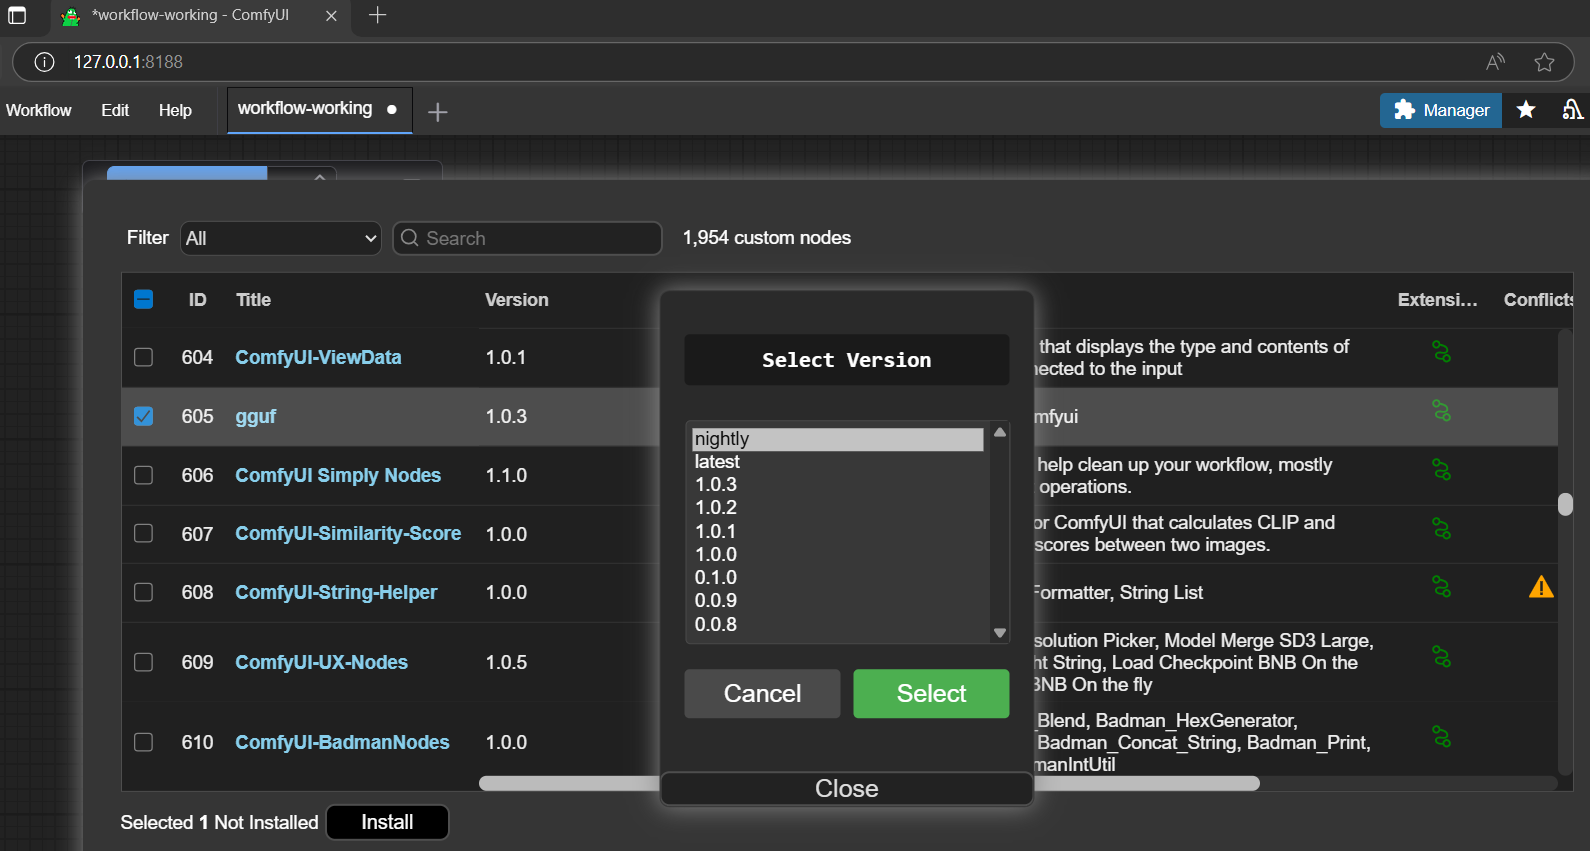 *workflow-working - ComfyUI
127.0.0.1:8188
Workflow Edit Help workflow-working Manager
Filter All Search 1,954 custom nodes
ID Title Version Extensi... Conflicts
604 ComfyUI-ViewData 1.0.1 that displays the type and contents of
nected to the input
605 gguf 1.0.3 mfyui
606 ComfyUI Simply Nodes 1.1.0 help clean up your workflow, mostly
operations.
607 ComfyUI-Similarity-Score 1.0.0 or ComfyUI that calculates CLIP and
scores between two images.
608 ComfyUI-String-Helper 1.0.0 Formatter, String List
609 ComfyUI-UX-Nodes 1.0.5 solution Picker, Model Merge SD3 Large,
ht String, Load Checkpoint BNB On the
BNB On the fly
610 ComfyUI-BadmanNodes 1.0.0 _Blend, Badman_HexGenerator,
Badman_Concat_String, Badman_Print,
manIntUtil
Select Version
nightly
latest
1.0.3
1.0.2
1.0.1
1.0.0
0.1.0
0.0.9
0.0.8
Cancel Select
Close
Selected 1 Not Installed Install